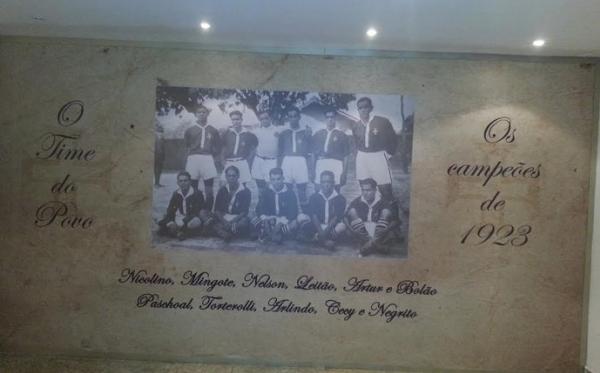 O
Time
do
Povo
Os
campeões
de
1923
Nicolino, Mingote, Nelson, Leitão, Artur e Bolão
Paschoal, Torterolli, Arlindo, Cecy e Negrito